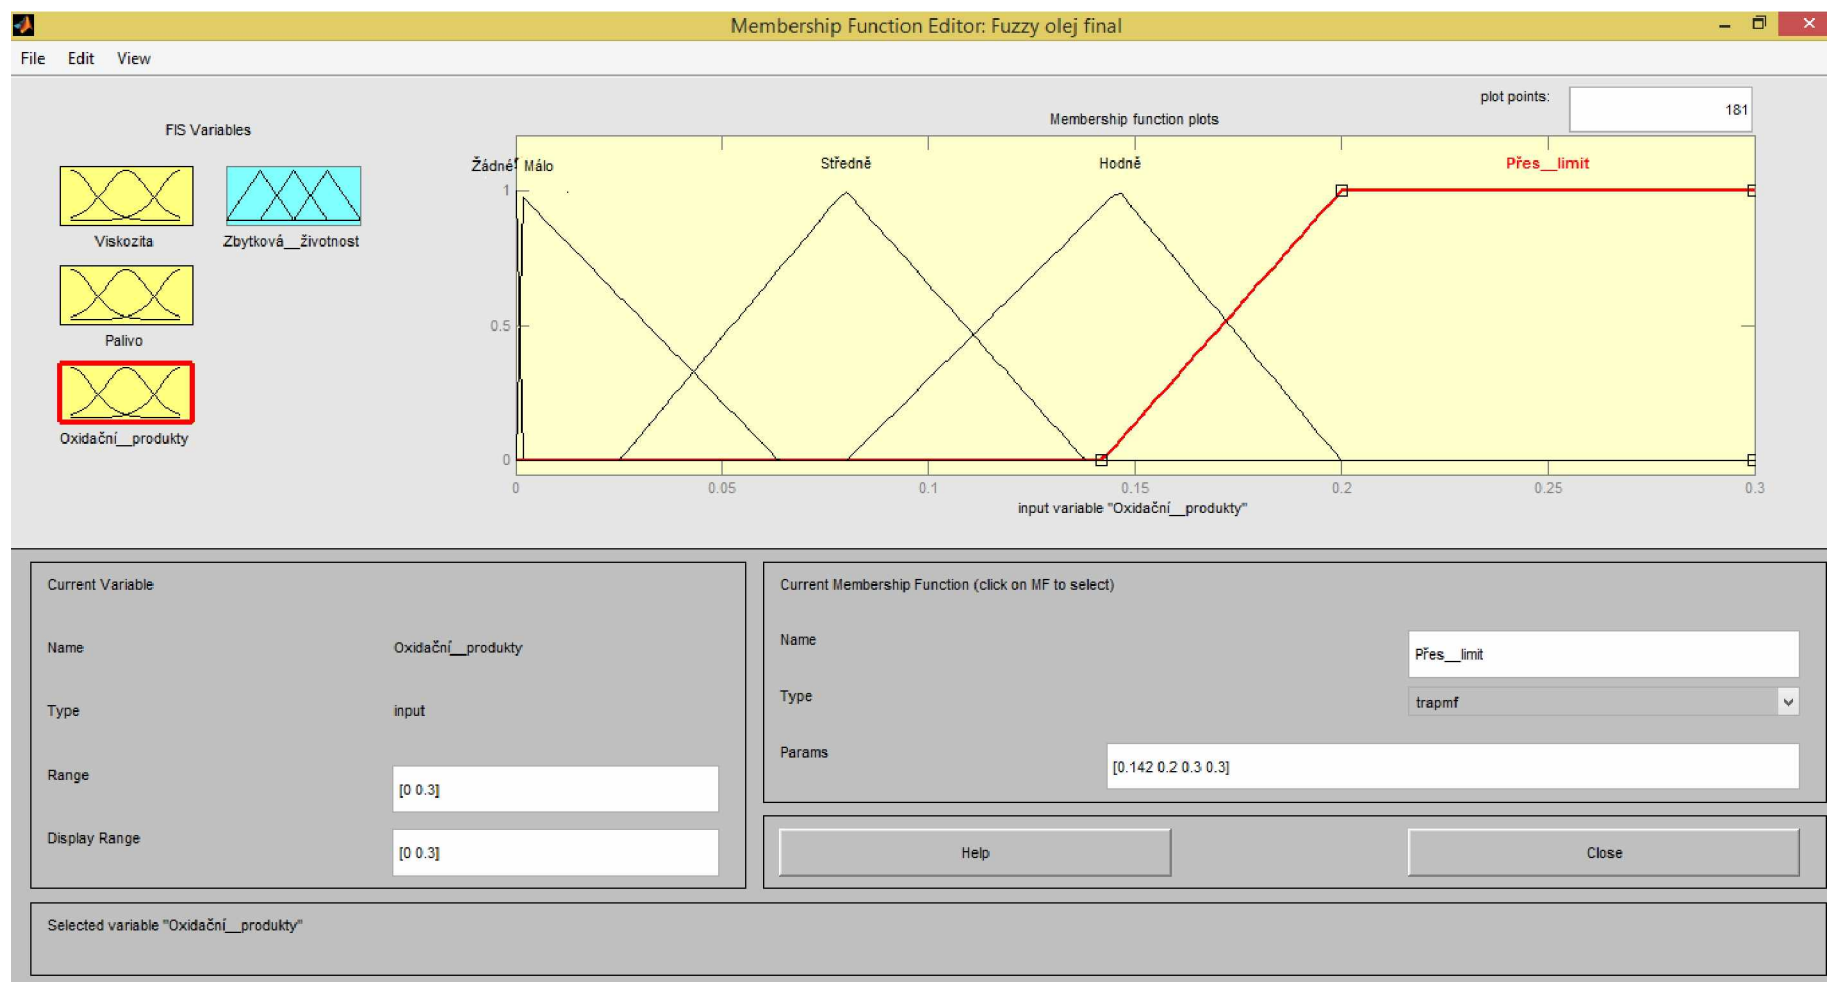 Membership Function Editor: Fuzzy olej final
File Edit View
plot points:
181
FIS Variables
Membership function plots
Viskozita
Zbytková__životnost
Palivo
Oxidační__produkty
Žádné Málo Středně Hodně Přes__limit
1
0.5
0
0 0.05 0.1 0.15 0.2 0.25 0.3
input variable "Oxidační__produkty"
Current Variable
Name Oxidační__produkty
Type input
Range [0 0.3]
Display Range [0 0.3]
Current Membership Function (click on MF to select)
Name Přes__limit
Type trapmf
Params [0.142 0.2 0.3 0.3]
Help Close
Selected variable "Oxidační__produkty"